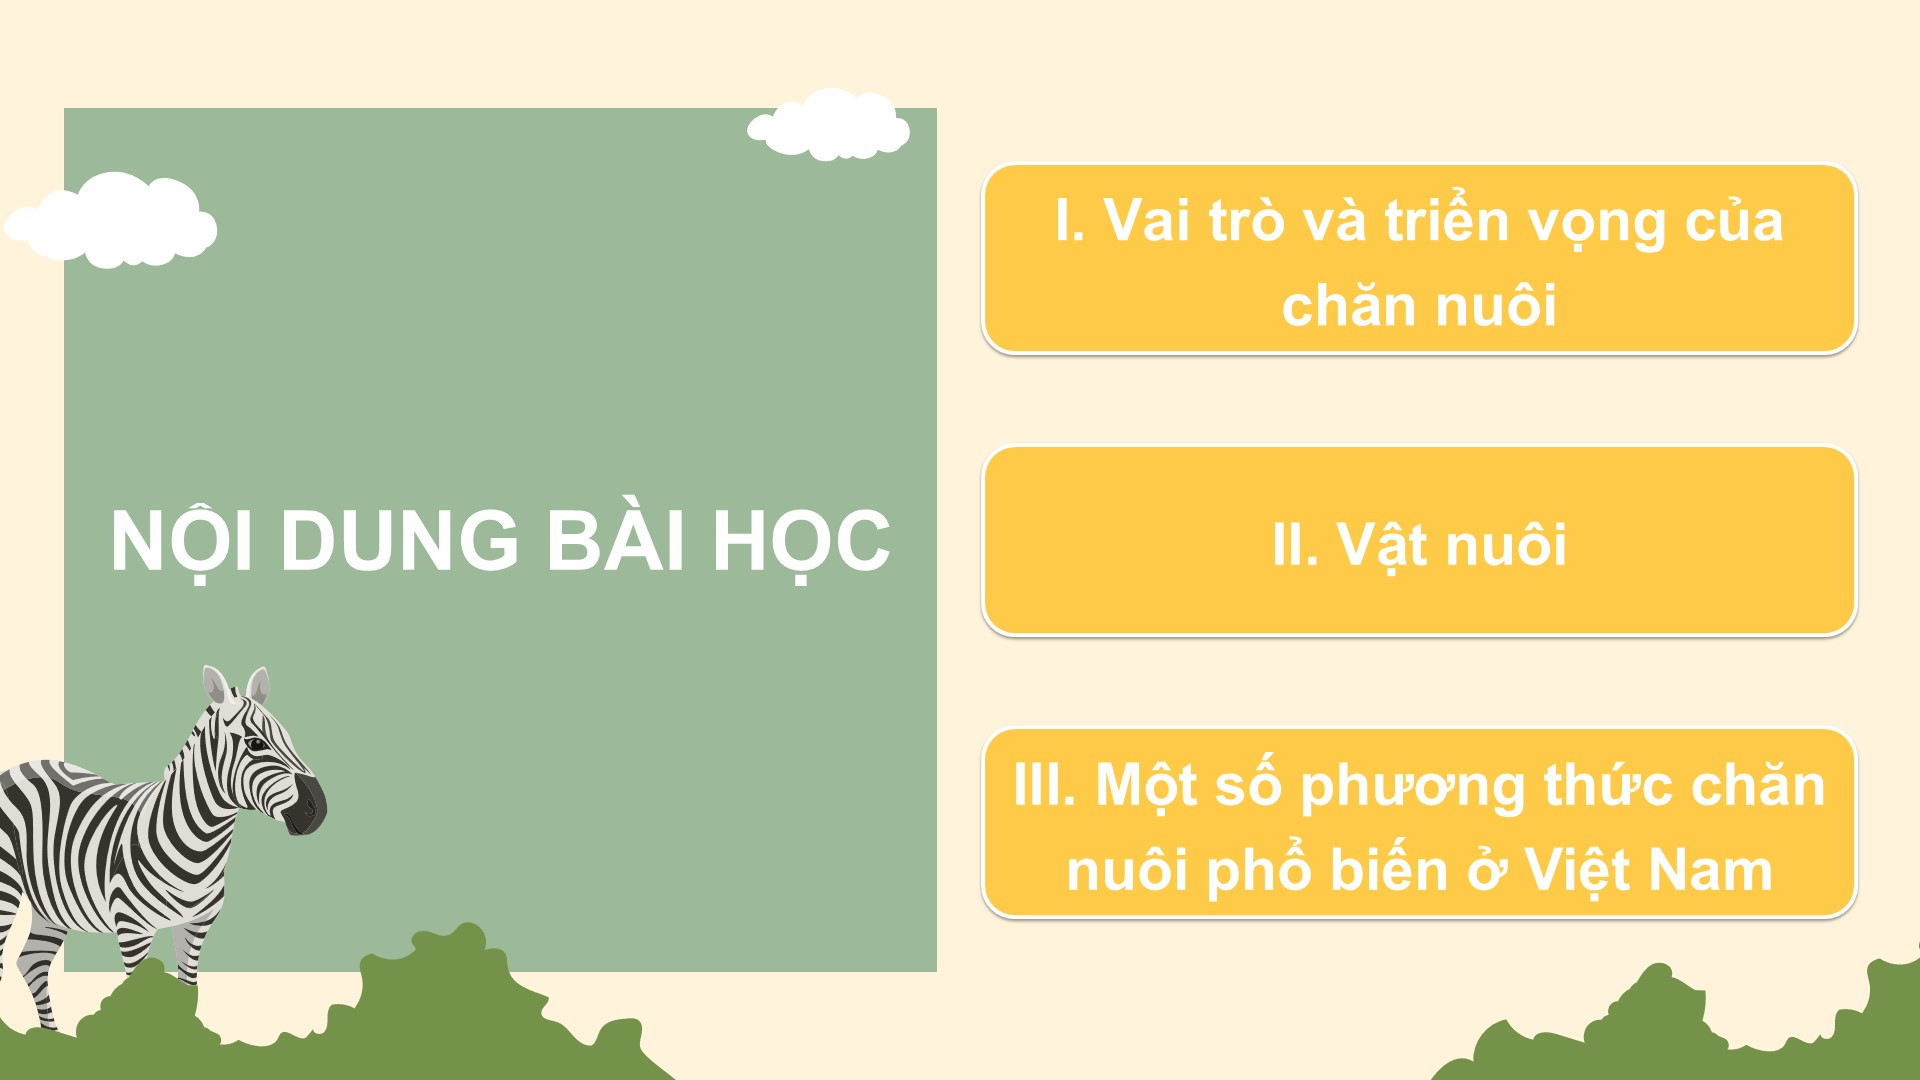 NỘI DUNG BÀI HỌC
I. Vai trò và triển vọng của
chăn nuôi
II. Vật nuôi
III. Một số phương thức chăn
nuôi phổ biến ở Việt Nam